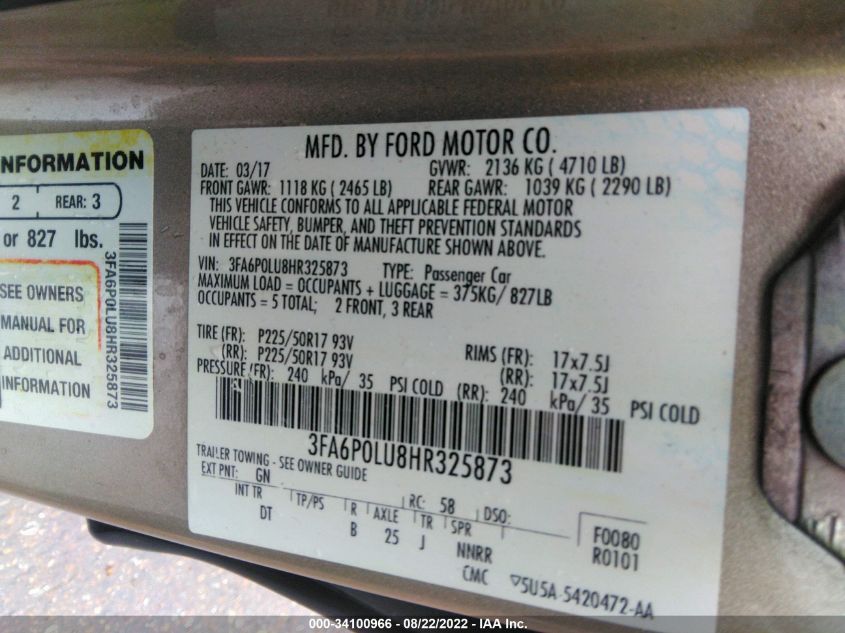 NFORMATION
2 REAR: 3
or 827 lbs.
SEE OWNERS
MANUAL FOR
ADDITIONAL
INFORMATION
3FA6P0LU8HR325873
MFD. BY FORD MOTOR CO.
DATE: 03/17 GVWR: 2136 KG ( 4710 LB)
FRONT GAWR: 1118 KG ( 2465 LB) REAR GAWR: 1039 KG ( 2290 LB)
THIS VEHICLE CONFORMS TO ALL APPLICABLE FEDERAL MOTOR
VEHICLE SAFETY, BUMPER, AND THEFT PREVENTION STANDARDS
IN EFFECT ON THE DATE OF MANUFACTURE SHOWN ABOVE.
VIN: 3FA6P0LU8HR325873 TYPE: Passenger Car
MAXIMUM LOAD = OCCUPANTS + LUGGAGE = 375KG/ 827LB
OCCUPANTS = 5 TOTAL; 2 FRONT, 3 REAR
TIRE (FR): P225/50R17 93V RIMS (FR): 17x7.5J
(RR): P225/50R17 93V (RR): 17x7.5J
PRESSURE (FR): 240 kPa/ 35 PSI COLD (RR): 240 kPa/ 35 PSI COLD
3FA6P0LU8HR325873
TRAILER TOWING - SEE OWNER GUIDE
EXT PNT: GN RC: 58 DSO:
INT TR TP/PS R AXLE TR SPR F0080
DT B 25 J NNRR R0101
CMC 5U5A-5420472-AA
000-34100966 - 08/22/2022 - IAA Inc.